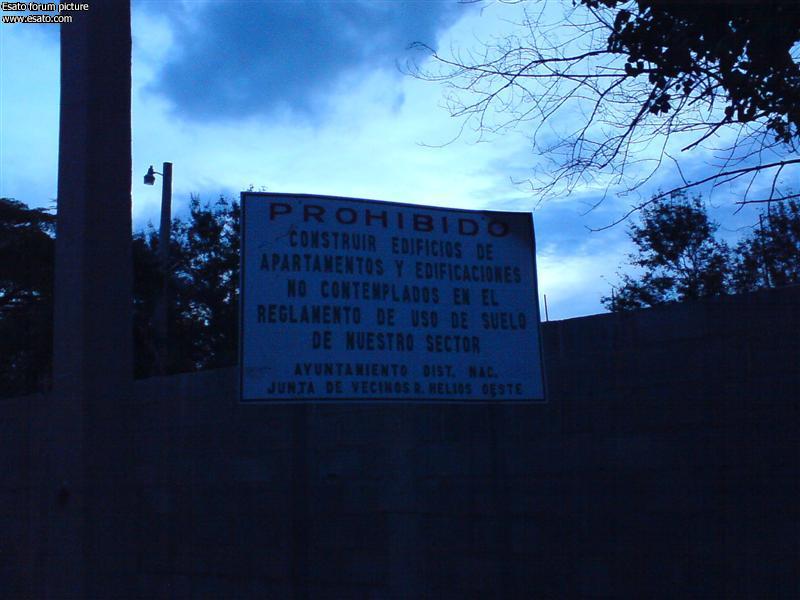 Esato forum picture
www.esato.com
PROHIBIDO
CONSTRUIR EDIFICIOS DE
APARTAMENTOS Y EDIFICACIONES
NO CONTEMPLADOS EN EL
REGLAMENTO DE USO DE SUELO
DE NUESTRO SECTOR
AYUNTAMIENTO DIST. NAC.
JUNTA DE VECINOS R. HELIOS OESTE